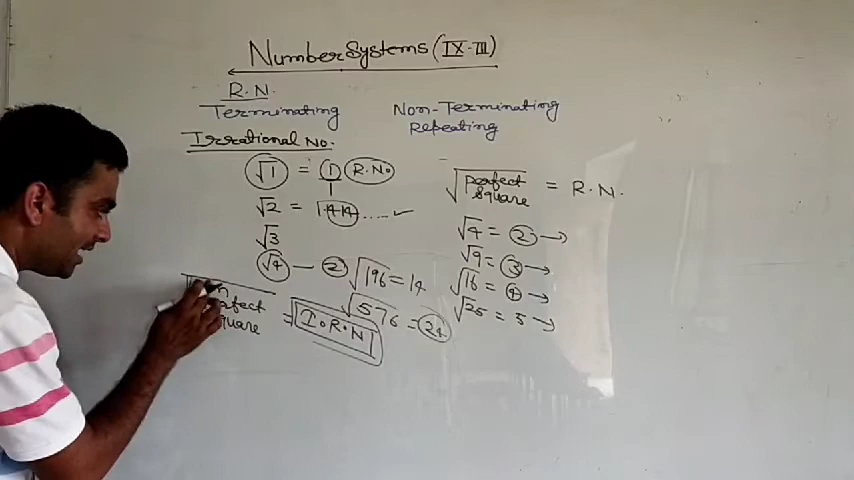 Number Systems (IX-III)
R.N.
Terminating
Non-Terminating
Repeating
Irrational No.
√1 = 1 R.No
√2 = 1.414.....
√3
√4 — 2
√196 = 14
√576 = 24
Square = I.R.N
√Perfect Square = R.N.
√4 = 2 →
√9 = 3 →
√16 = 4 →
√25 = 5 →